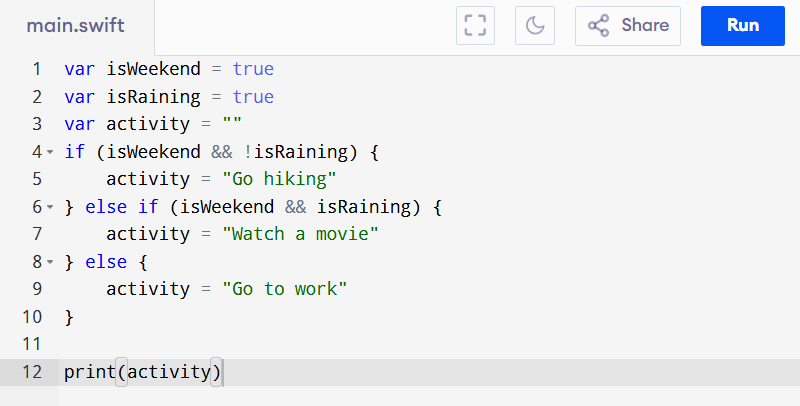 main.swift Share Run
1 var isWeekend = true
2 var isRaining = true
3 var activity = ""
4 if (isWeekend && !isRaining) {
5     activity = "Go hiking"
6 } else if (isWeekend && isRaining) {
7     activity = "Watch a movie"
8 } else {
9     activity = "Go to work"
10 }
11
12 print(activity)